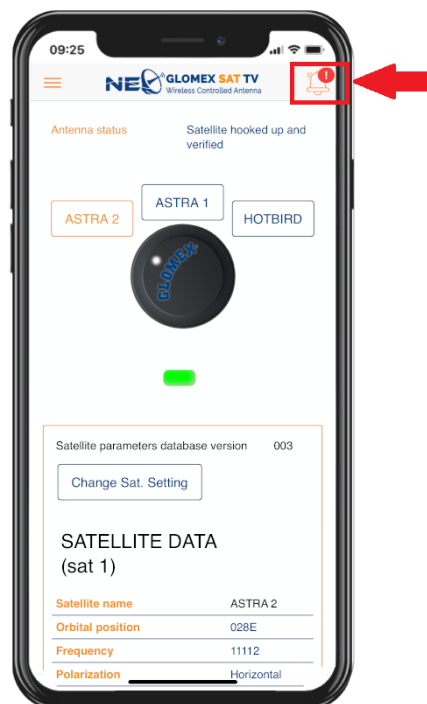 09:25
NEO GLOMEX SAT TV
Wireless Controlled Antenna
!
Antenna status
Satellite hooked up and
verified
ASTRA 2
ASTRA 1
HOTBIRD
GLOMEX
Satellite parameters database version 003
Change Sat. Setting
SATELLITE DATA
(sat 1)
Satellite name ASTRA 2
Orbital position 028E
Frequency 11112
Polarization Horizontal